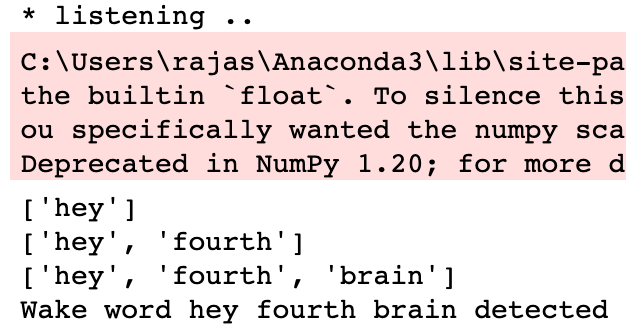 * listening ..
C:\Users\rajas\Anaconda3\lib\site-pa
the builtin `float`. To silence this
ou specifically wanted the numpy sca
Deprecated in NumPy 1.20; for more d
['hey']
['hey', 'fourth']
['hey', 'fourth', 'brain']
Wake word hey fourth brain detected